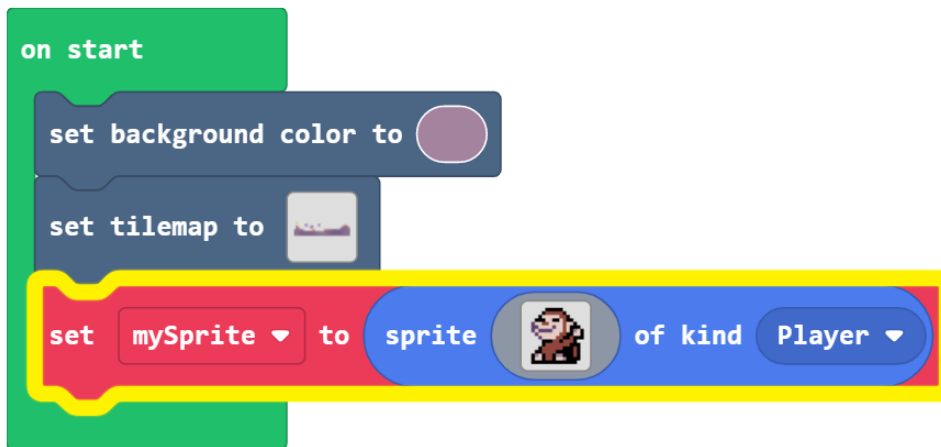 on start
set background color to
set tilemap to
set mySprite to sprite of kind Player